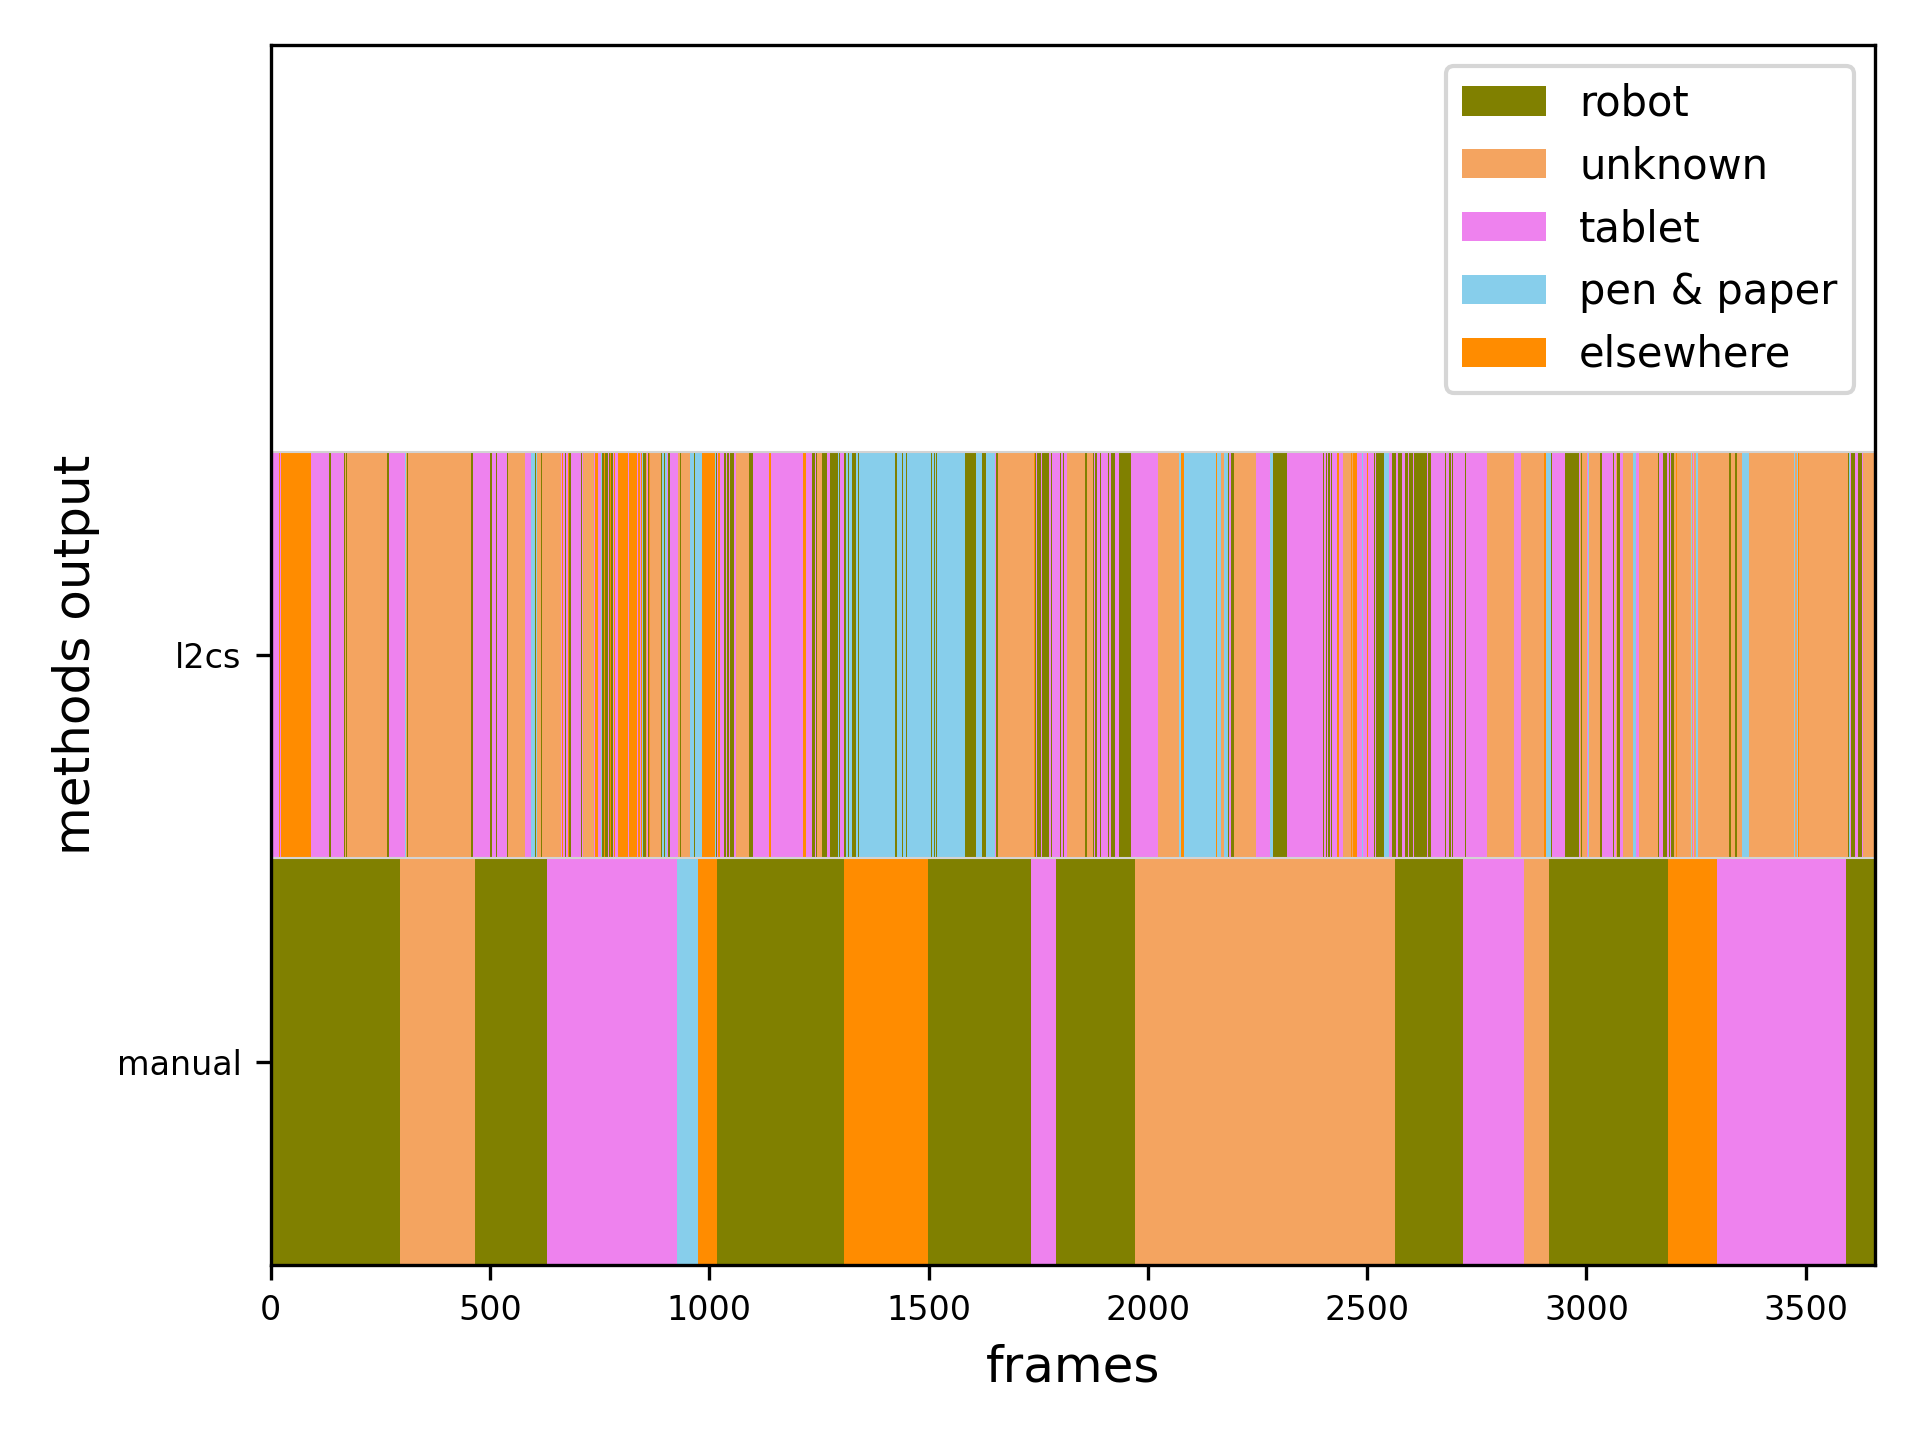 robot
unknown
tablet
pen & paper
elsewhere
methods output
l2cs
manual
0 500 1000 1500 2000 2500 3000 3500
frames